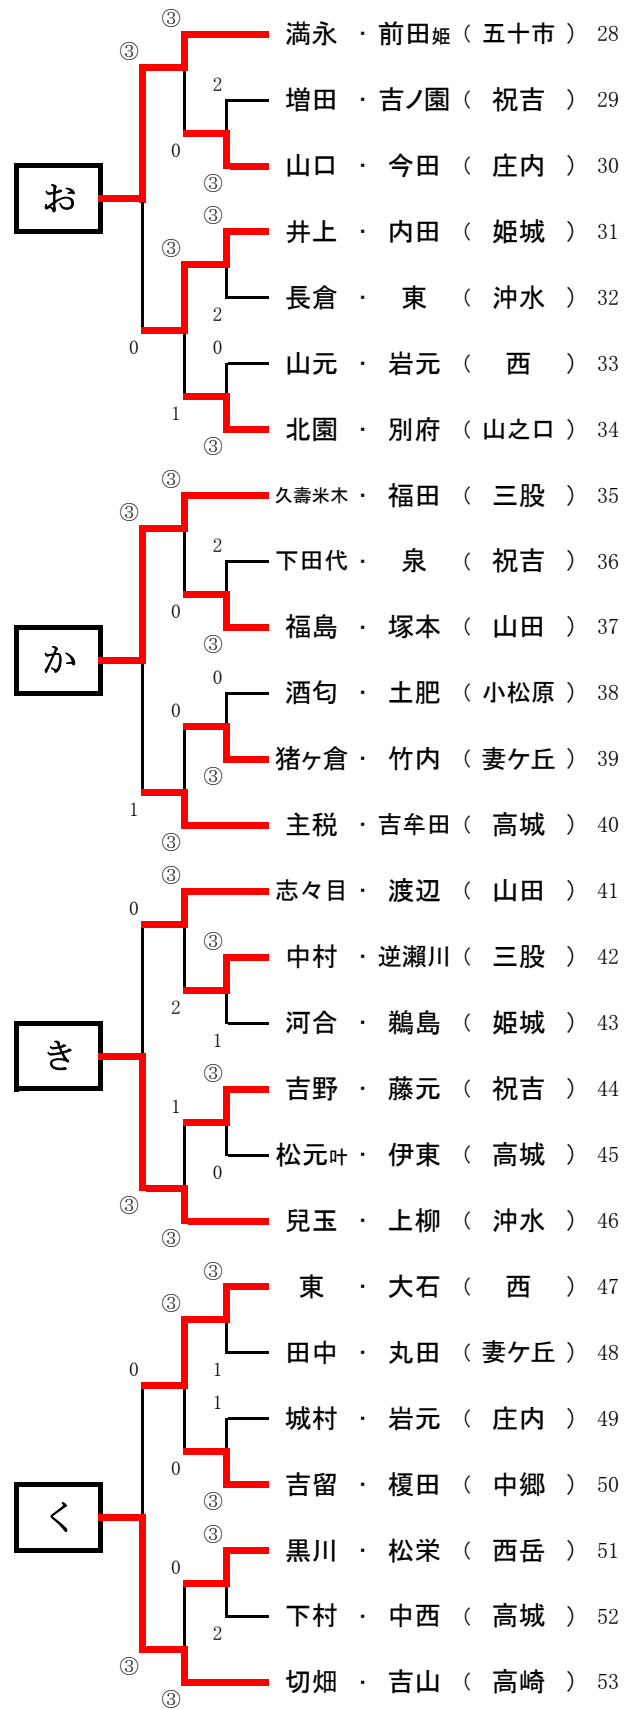 ③
満永 ・ 前田姫 ( 五十市 ) 28
③
2
増田 ・ 吉ノ園 ( 祝吉 ) 29
0
山口 ・ 今田 ( 庄内 ) 30
③
お
③
井上 ・ 内田 ( 姫城 ) 31
③
長倉 ・ 東 ( 沖水 ) 32
2
0
0
山元 ・ 岩元 ( 西 ) 33
1
北園 ・ 別府 ( 山之口 ) 34
③
③
久壽米木 ・ 福田 ( 三股 ) 35
③
2
下田代 ・ 泉 ( 祝吉 ) 36
0
福島 ・ 塚本 ( 山田 ) 37
③
か
0
酒匂 ・ 土肥 ( 小松原 ) 38
0
猪ヶ倉 ・ 竹内 ( 妻ケ丘 ) 39
③
1
主税 ・ 吉牟田 ( 高城 ) 40
③
③
志々目 ・ 渡辺 ( 山田 ) 41
0
③
中村 ・ 逆瀬川 ( 三股 ) 42
2
河合 ・ 鵜島 ( 姫城 ) 43
1
き
③
吉野 ・ 藤元 ( 祝吉 ) 44
1
松元叶 ・ 伊東 ( 高城 ) 45
0
③
兒玉 ・ 上柳 ( 沖水 ) 46
③
③
東 ・ 大石 ( 西 ) 47
③
田中 ・ 丸田 ( 妻ケ丘 ) 48
0
1
1
城村 ・ 岩元 ( 庄内 ) 49
0
吉留 ・ 榎田 ( 中郷 ) 50
③
く
③
黒川 ・ 松栄 ( 西岳 ) 51
0
下村 ・ 中西 ( 高城 ) 52
2
③
切畑 ・ 吉山 ( 高崎 ) 53
③